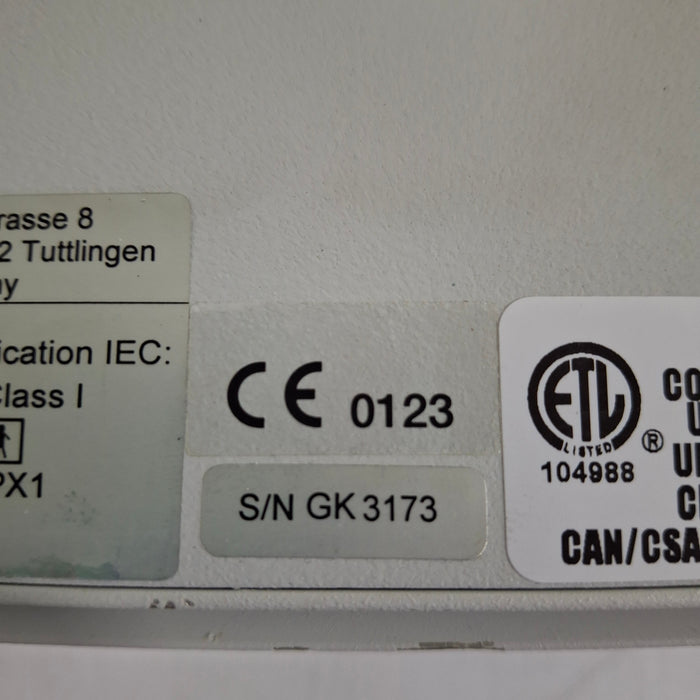 rasse 8
2 Tuttlingen
ny
ication IEC:
Class I
PX1
CE 0123
S/N GK 3173
ETL
LISTED
®
104988
CO
U
UL
C
CAN/CSA